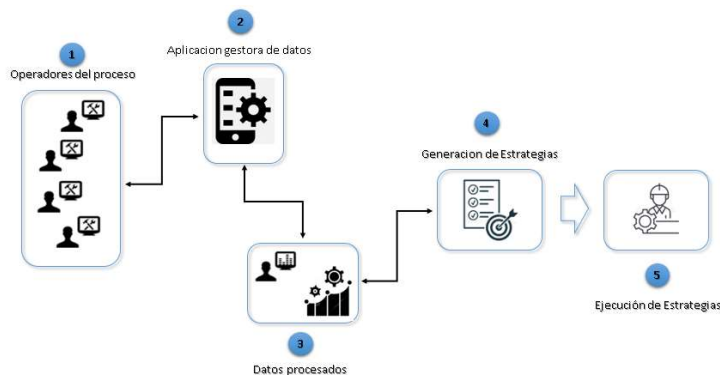 1
Operadores del proceso
2
Aplicacion gestora de datos
3
Datos procesados
4
Generacion de Estrategias
5
Ejecución de Estrategias